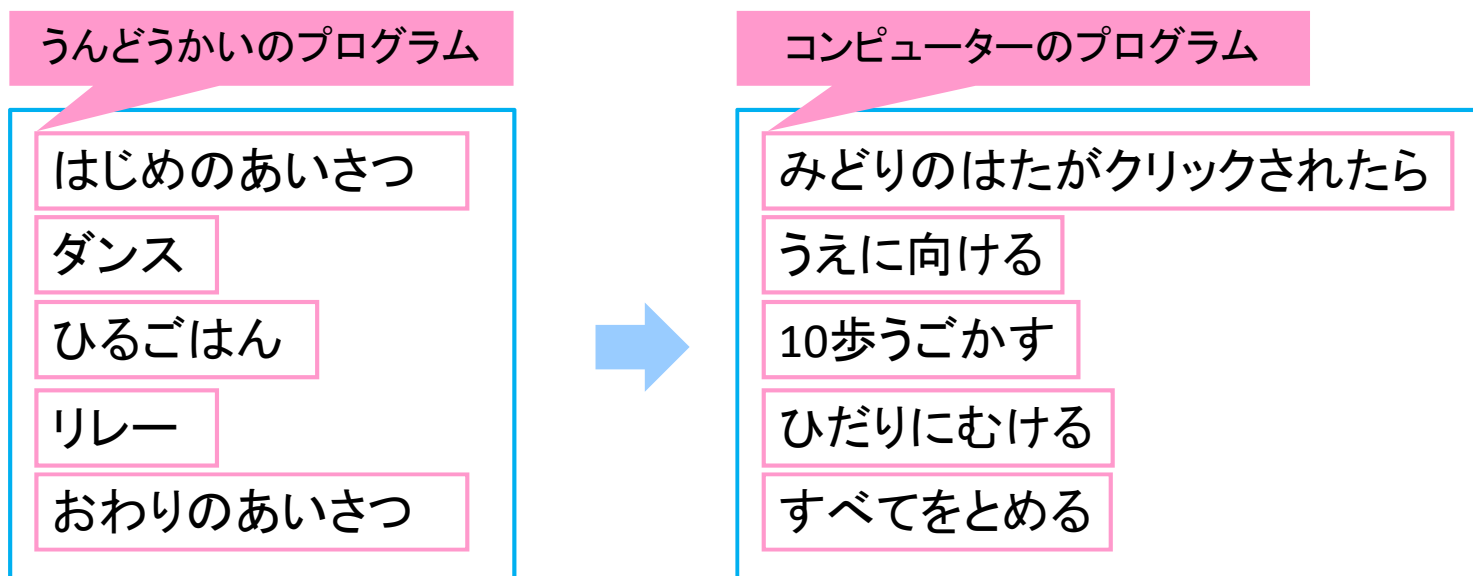 うんどうかいのプログラム
はじめのあいさつ
ダンス
ひるごはん
リレー
おわりのあいさつ
コンピューターのプログラム
みどりのはたがクリックされたら
うえに向ける
10歩うごかす
ひだりにむける
すべてをとめる